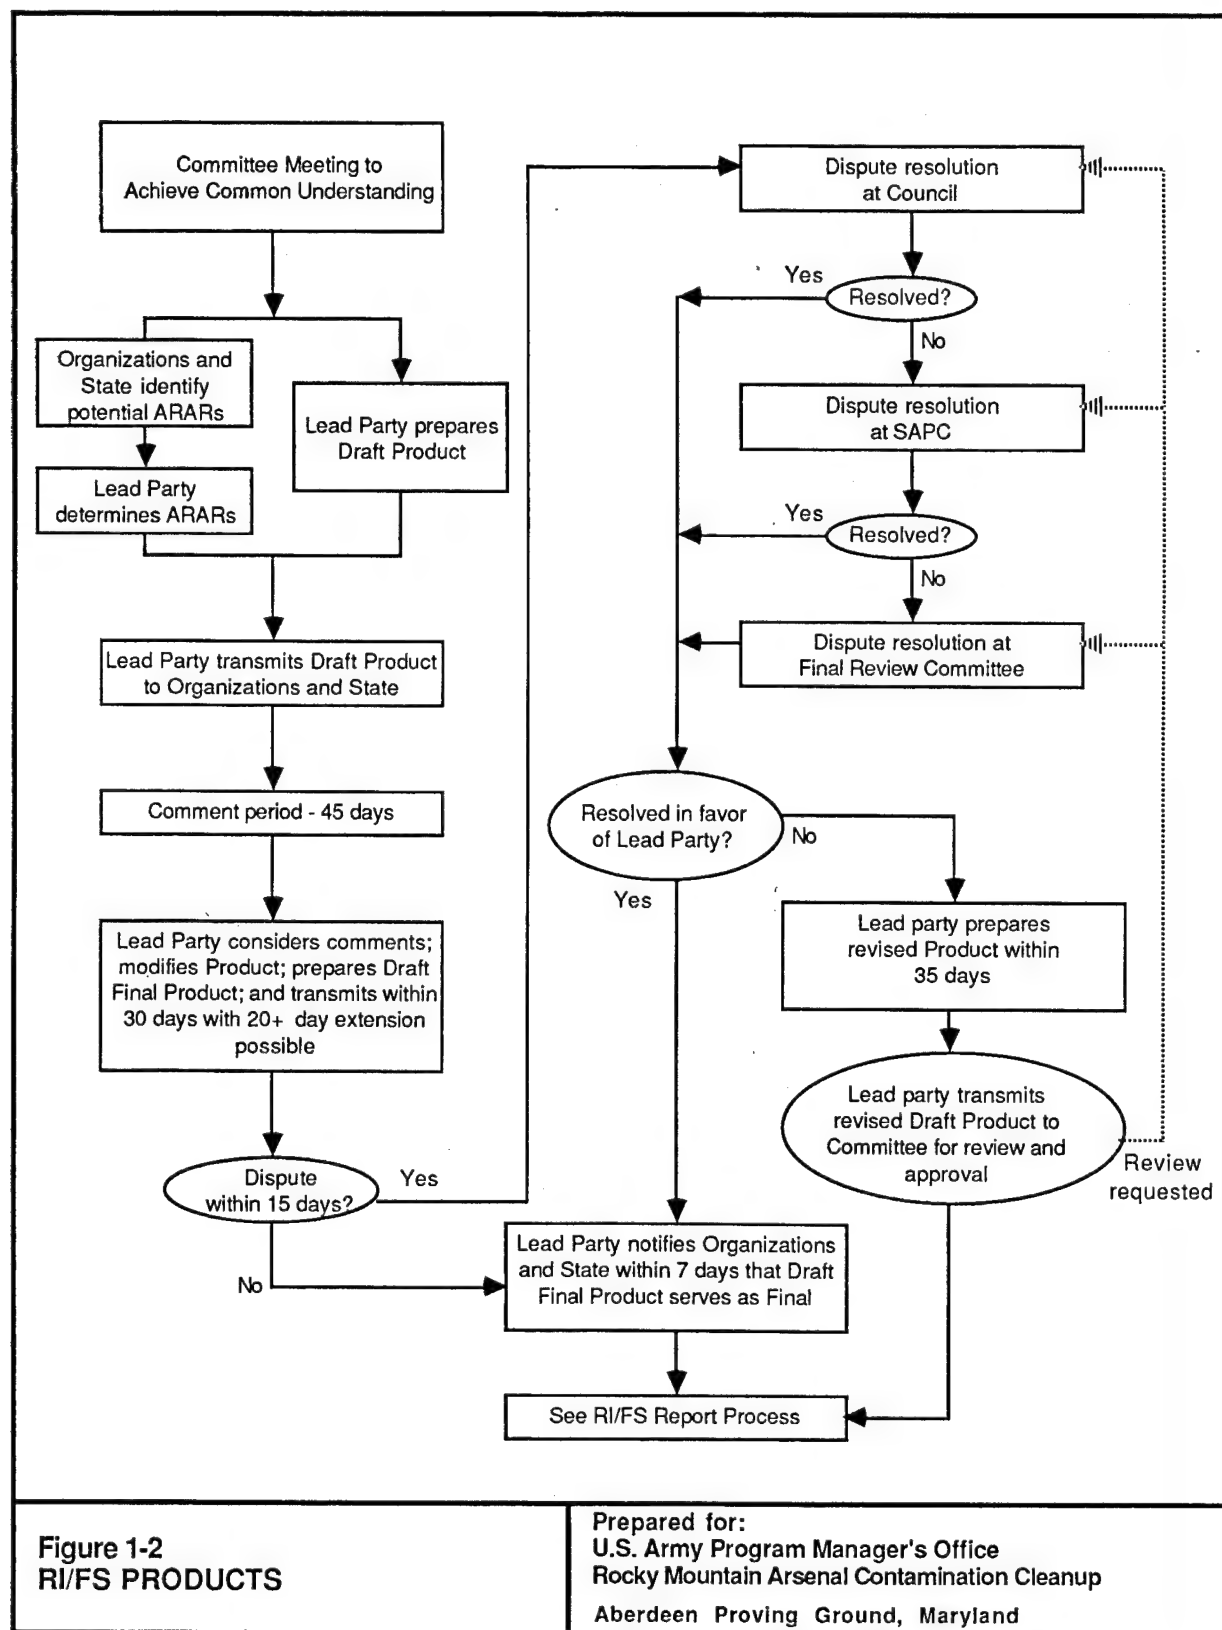 Committee Meeting to
Achieve Common Understanding
Organizations and
State identify
potential ARARs
Lead Party
determines ARARs
Lead Party prepares
Draft Product
Lead Party transmits Draft Product
to Organizations and State
Comment period - 45 days
Lead Party considers comments;
modifies Product; prepares Draft
Final Product; and transmits within
30 days with 20+ day extension
possible
Dispute
within 15 days?
Yes
No
Dispute resolution
at Council
Yes
Resolved?
No
Dispute resolution
at SAPC
Yes
Resolved?
No
Dispute resolution at
Final Review Committee
Resolved in favor
of Lead Party?
No
Yes
Lead party prepares
revised Product within
35 days
Lead party transmits
revised Draft Product to
Committee for review and
approval
Review
requested
Lead Party notifies Organizations
and State within 7 days that Draft
Final Product serves as Final
See RI/FS Report Process
Figure 1-2
RI/FS PRODUCTS
Prepared for:
U.S. Army Program Manager's Office
Rocky Mountain Arsenal Contamination Cleanup
Aberdeen Proving Ground, Maryland